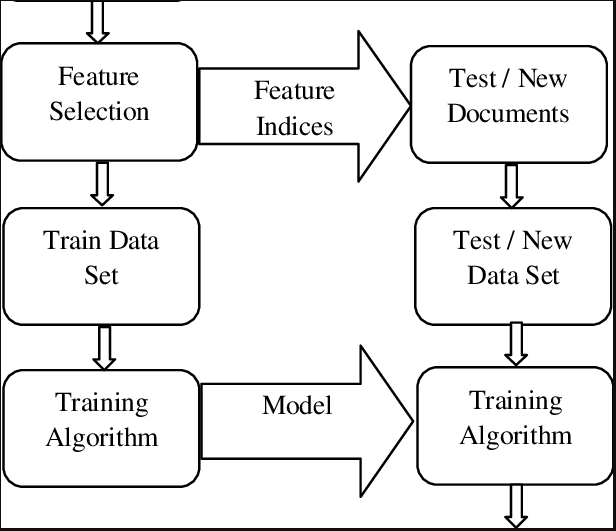 Feature
Selection
Feature
Indices
Test / New
Documents
Train Data
Set
Test / New
Data Set
Training
Algorithm
Model
Training
Algorithm